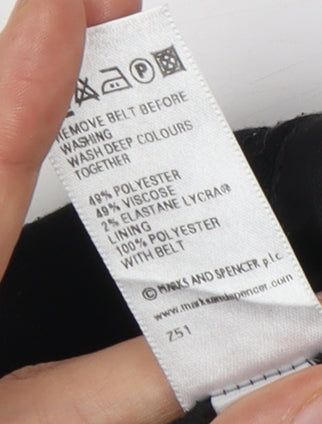 P
REMOVE BELT BEFORE
WASHING
WASH DEEP COLOURS
TOGETHER
49% POLYESTER
49% VISCOSE
2% ELASTANE LYCRA®
LINING
100% POLYESTER
WITH BELT
© MARKS AND SPENCER p.l.c.
www.marksandspencer.com
Z51